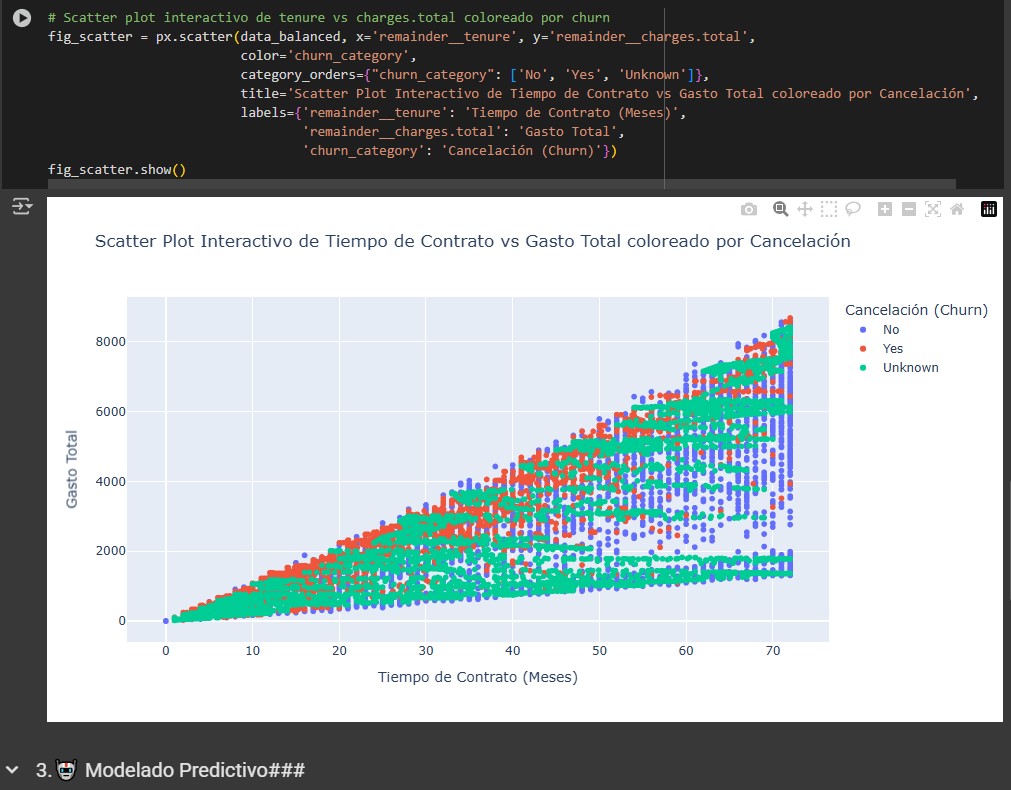 # Scatter plot interactivo de tenure vs charges.total coloreado por churn
fig_scatter = px.scatter(data_balanced, x='remainder__tenure', y='remainder__charges.total',
color='churn_category',
category_orders={"churn_category": ['No', 'Yes', 'Unknown']},
title='Scatter Plot Interactivo de Tiempo de Contrato vs Gasto Total coloreado por Cancelación',
labels={'remainder__tenure': 'Tiempo de Contrato (Meses)',
'remainder__charges.total': 'Gasto Total',
'churn_category': 'Cancelación (Churn)'})
fig_scatter.show()
Scatter Plot Interactivo de Tiempo de Contrato vs Gasto Total coloreado por Cancelación
Cancelación (Churn)
No
Yes
Unknown
Gasto Total
8000
6000
4000
2000
0
0 10 20 30 40 50 60 70
Tiempo de Contrato (Meses)
3.🤖 Modelado Predictivo###